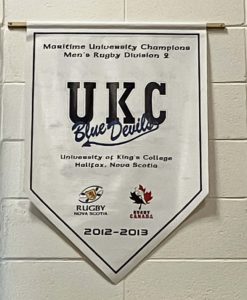 Maritime University Champions
Men's Rugby Division 2
UKC
Blue Devils
University of King's College
Halifax, Nova Scotia
RUGBY
NOVA SCOTIA
RUGBY
CANADA
2012-2013